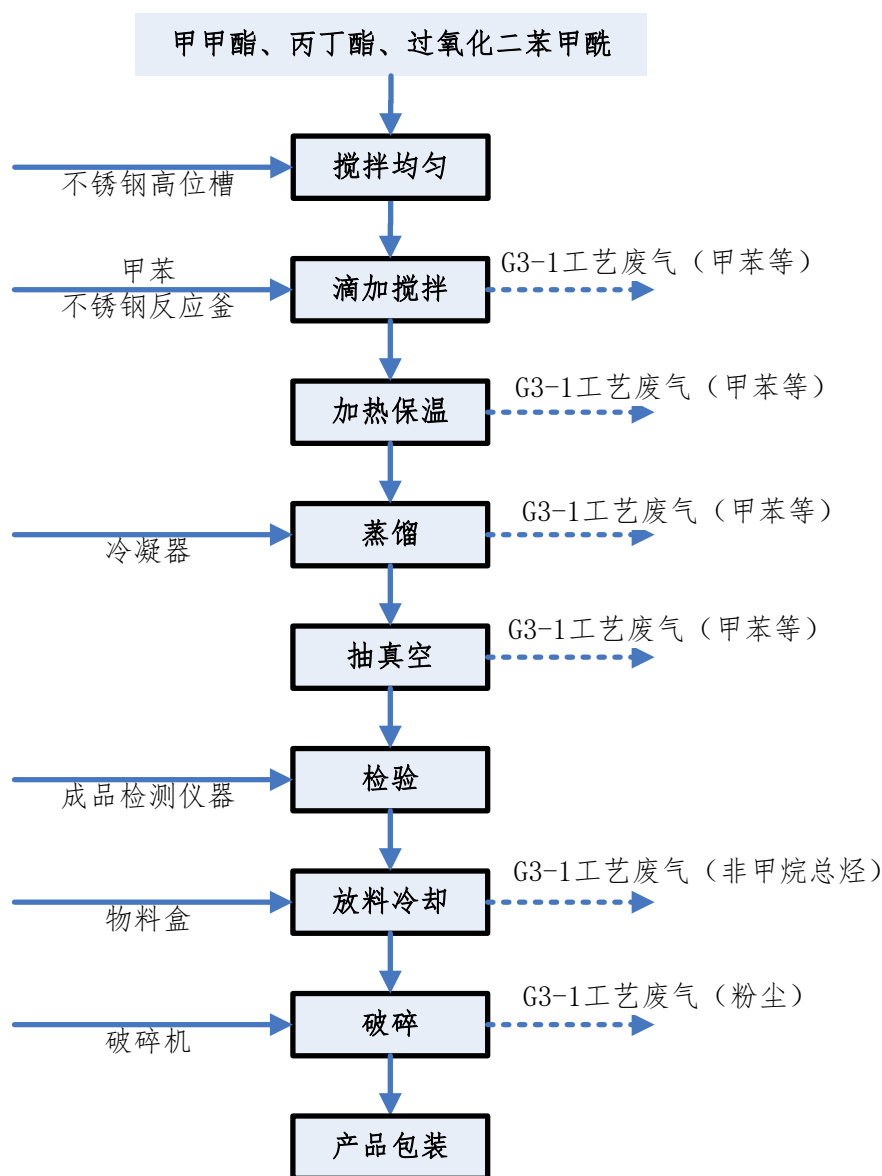 甲甲酯、丙丁酯、过氧化二苯甲酰
搅拌均匀
不锈钢高位槽
甲苯
不锈钢反应釜
滴加搅拌
G3-1工艺废气（甲苯等）
加热保温
G3-1工艺废气（甲苯等）
冷凝器
蒸馏
G3-1工艺废气（甲苯等）
抽真空
G3-1工艺废气（甲苯等）
成品检测仪器
检验
物料盒
放料冷却
G3-1工艺废气（非甲烷总烃）
破碎机
破碎
G3-1工艺废气（粉尘）
产品包装